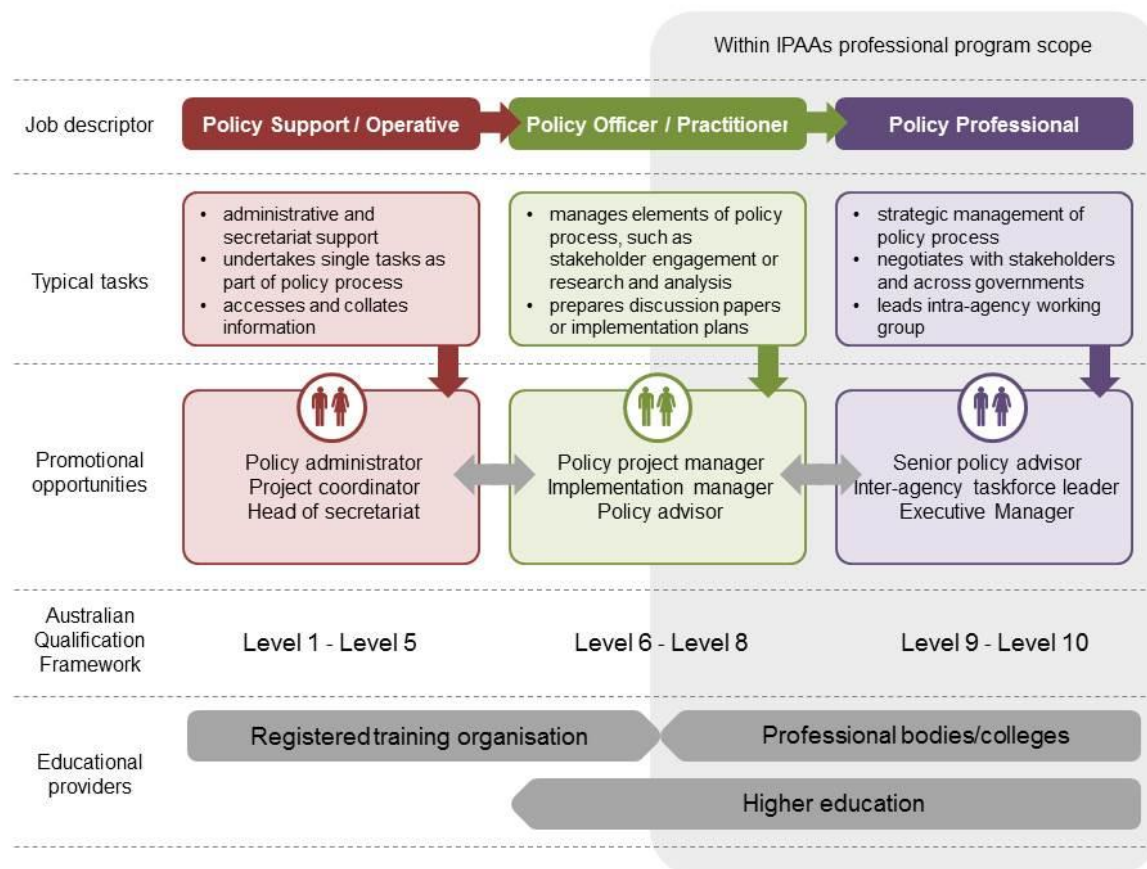 Within IPAAs professional program scope
Job descriptor
Policy Support / Operative
Policy Officer / Practitioner
Policy Professional
Typical tasks
• administrative and
secretariat support
• undertakes single tasks as
part of policy process
• accesses and collates
information
• manages elements of policy
process, such as
stakeholder engagement or
research and analysis
• prepares discussion papers
or implementation plans
• strategic management of
policy process
• negotiates with stakeholders
and across governments
• leads intra-agency working
group
Promotional
opportunities
Policy administrator
Project coordinator
Head of secretariat
Policy project manager
Implementation manager
Policy advisor
Senior policy advisor
Inter-agency taskforce leader
Executive Manager
Australian
Qualification
Framework
Level 1 - Level 5
Level 6 - Level 8
Level 9 - Level 10
Educational
providers
Registered training organisation
Professional bodies/colleges
Higher education